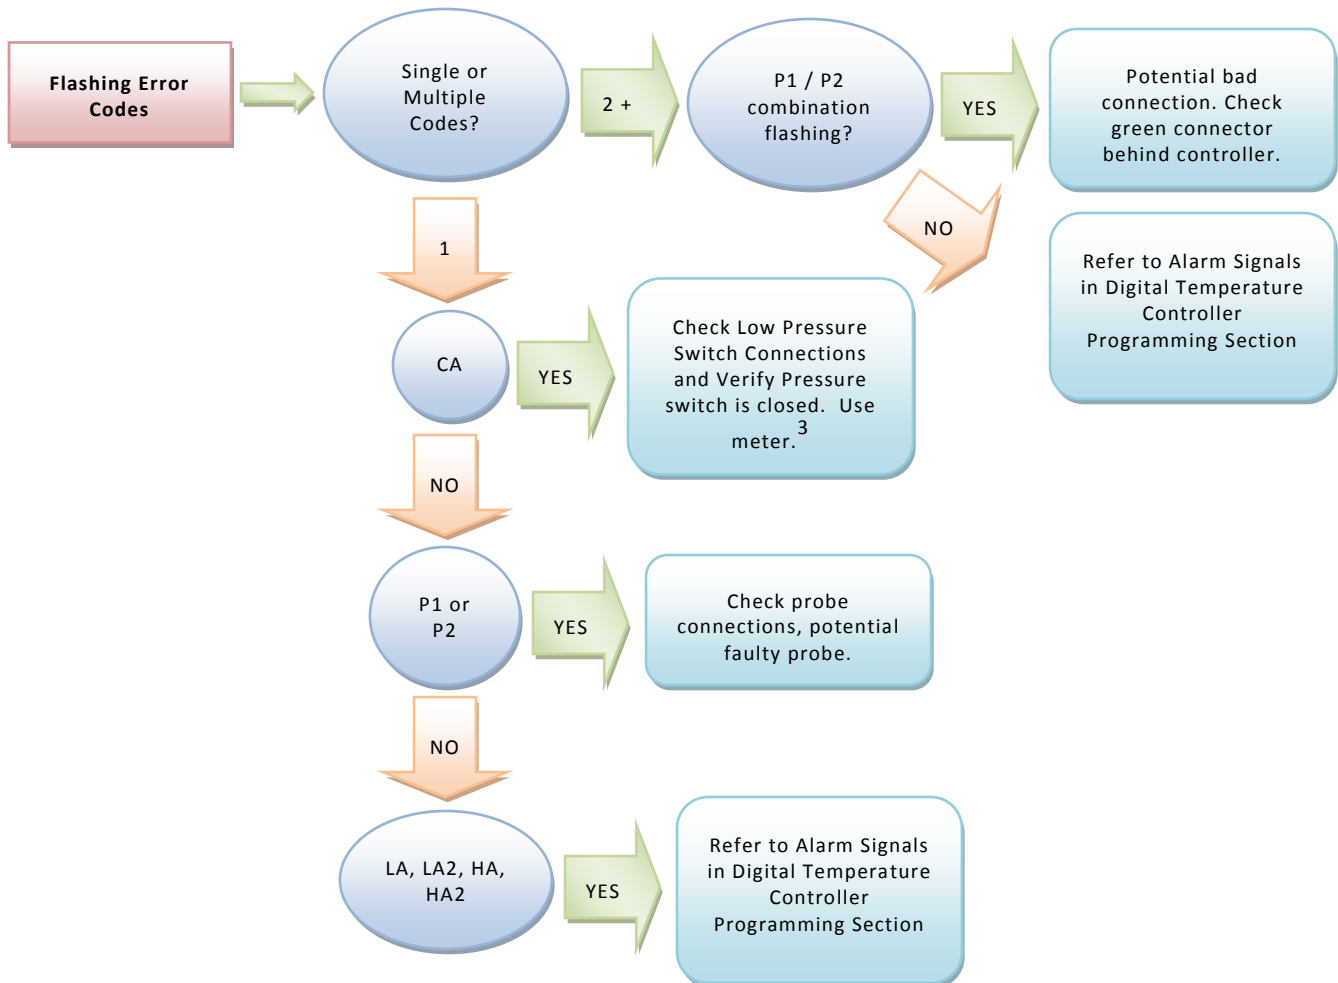 Flashing Error
Codes
Single or
Multiple
Codes?
2 +
P1 / P2
combination
flashing?
YES
Potential bad
connection. Check
green connector
behind controller.
NO
Refer to Alarm Signals
in Digital Temperature
Controller
Programming Section
1
CA
YES
Check Low Pressure
Switch Connections
and Verify Pressure
switch is closed.  Use
meter.3
NO
P1 or
P2
YES
Check probe
connections, potential
faulty probe.
NO
LA, LA2, HA,
HA2
YES
Refer to Alarm Signals
in Digital Temperature
Controller
Programming Section